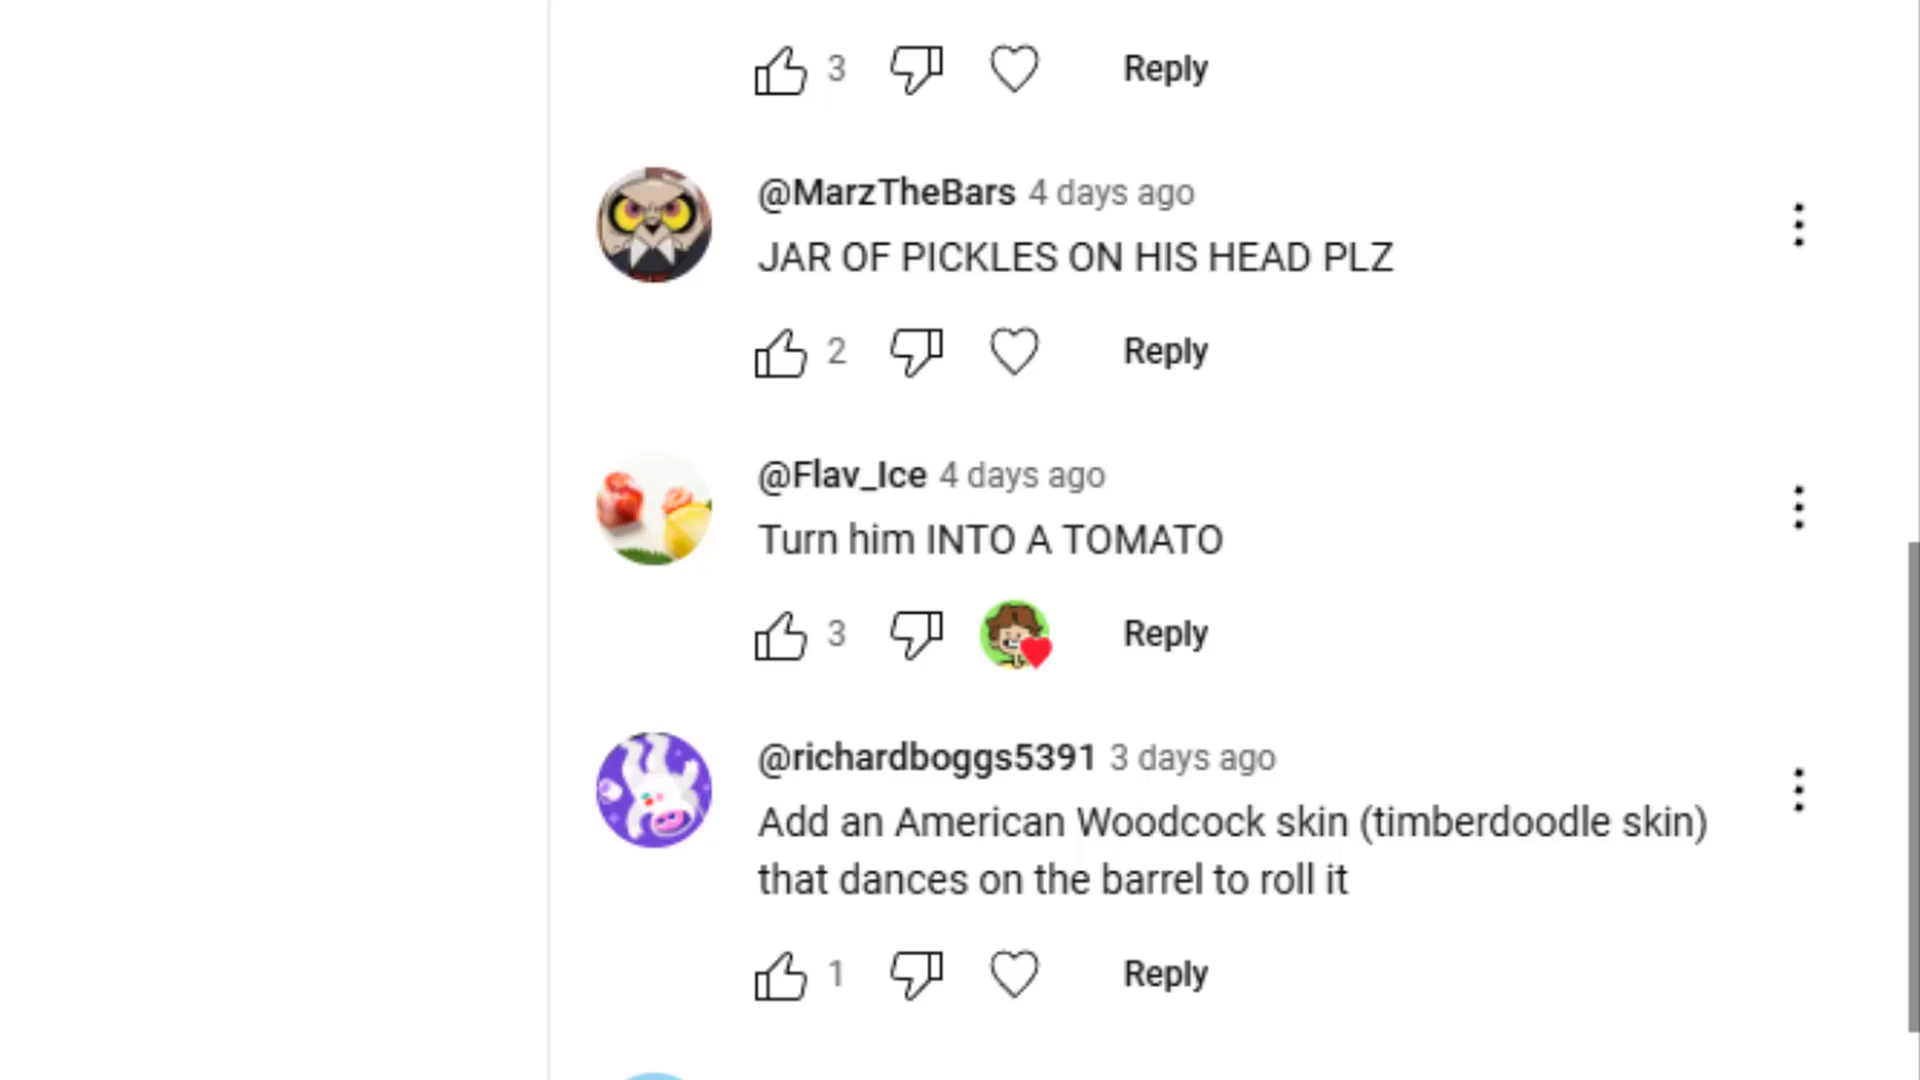 3 Reply
@MarzTheBars 4 days ago
JAR OF PICKLES ON HIS HEAD PLZ
2 Reply
@Flav_Ice 4 days ago
Turn him INTO A TOMATO
3 Reply
@richardboggs5391 3 days ago
Add an American Woodcock skin (timberdoodle skin)
that dances on the barrel to roll it
1 Reply